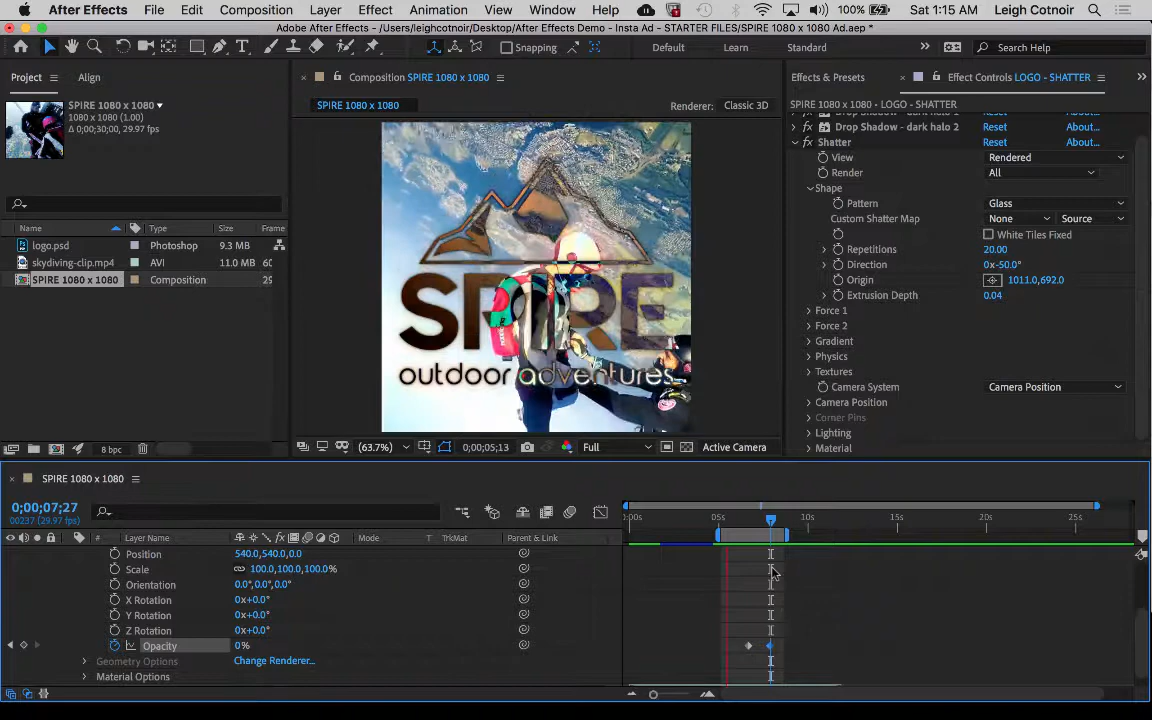 After Effects File Edit Composition Layer Effect Animation View Window Help 100% Sat 1:15 AM Leigh Cotnoir
Adobe After Effects - /Users/leighcotnoir/Desktop/After Effects Demo - Insta Ad - STARTER FILES/SPIRE 1080 x 1080 Ad.aep *
Snapping Default Learn Standard Search Help
Project Align Composition SPIRE 1080 x 1080 Effects & Presets Effect Controls LOGO - SHATTER
SPIRE 1080 x 1080
1080 x 1080 (1.00)
Δ 0;00;30;00, 29.97 fps
SPIRE 1080 x 1080 Renderer: Classic 3D
SPIRE 1080 x 1080 • LOGO - SHATTER
Drop Shadow - dark halo 1 Reset About...
Drop Shadow - dark halo 2 Reset About...
Shatter Reset About...
View Rendered
Render All
Shape
Pattern Glass
Custom Shatter Map None Source
White Tiles Fixed
Repetitions 20.00
Direction 0x-50.0°
Origin 1011.0,692.0
Extrusion Depth 0.04
Force 1
Force 2
Gradient
Physics
Textures
Camera System Camera Position
Camera Position
Corner Pins
Lighting
Material
Name Type Size Frame
logo.psd Photoshop 9.3 MB
skydiving-clip.mp4 AVI 11.0 MB 60
SPIRE 1080 x 1080 Composition 29
SPIRE
outdoor adventures
8 bpc
(63.7%) 0;00;05;13 Full Active Camera
SPIRE 1080 x 1080
0;00;07;27
00237 (29.97 fps)
:00s 05s 10s 15s 20s 25s
# Layer Name Mode T TrkMat Parent & Link
Position 540.0,540.0,0.0
Scale 100.0,100.0,100.0%
Orientation 0.0°,0.0°,0.0°
X Rotation 0x+0.0°
Y Rotation 0x+0.0°
Z Rotation 0x+0.0°
Opacity 0%
Geometry Options Change Renderer...
Material Options